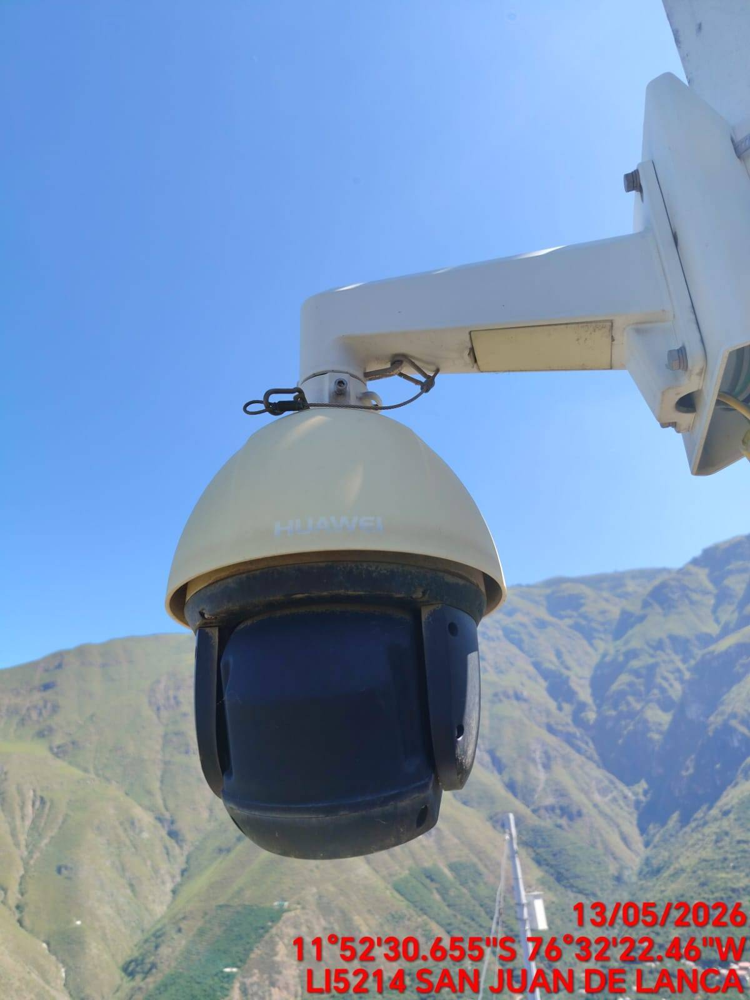 HUAWEI
13/05/2026
11°52'30.655"S 76°32'22.46"W
LI5214 SAN JUAN DE LANCA